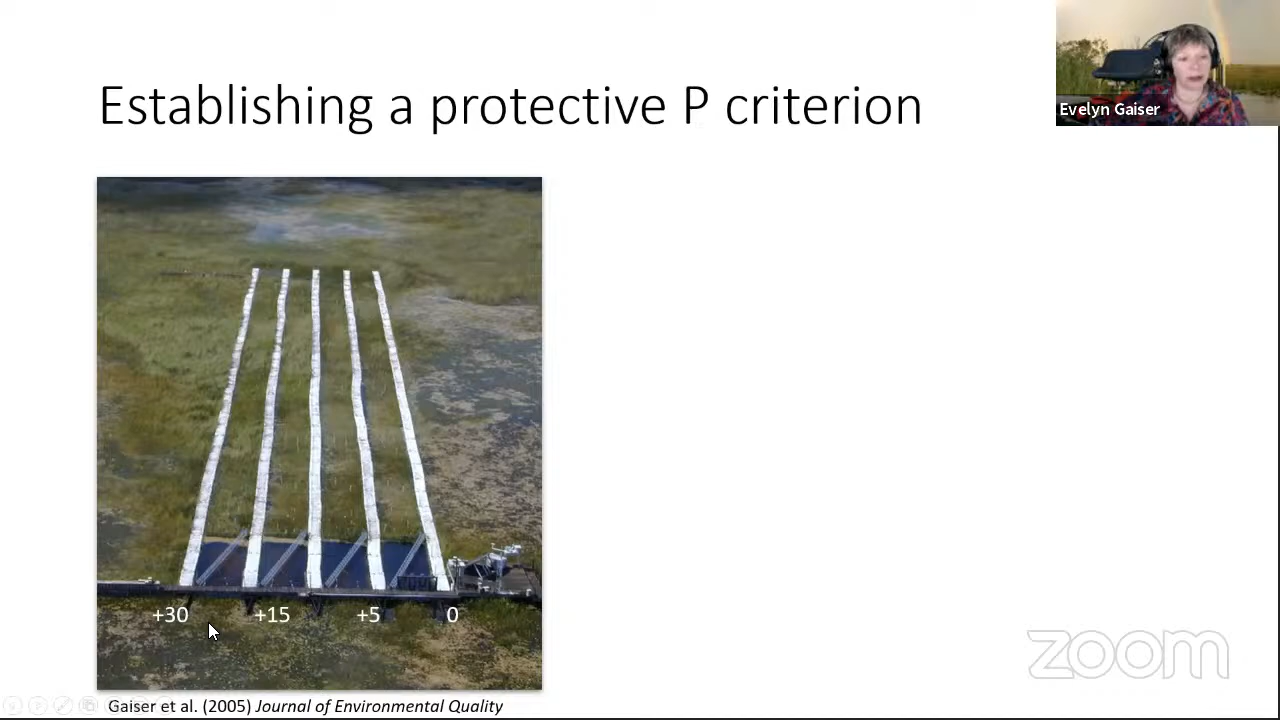 Establishing a protective P criterion
Evelyn Gaiser
+30 +15 +5 0
zoom
Gaiser et al. (2005) Journal of Environmental Quality